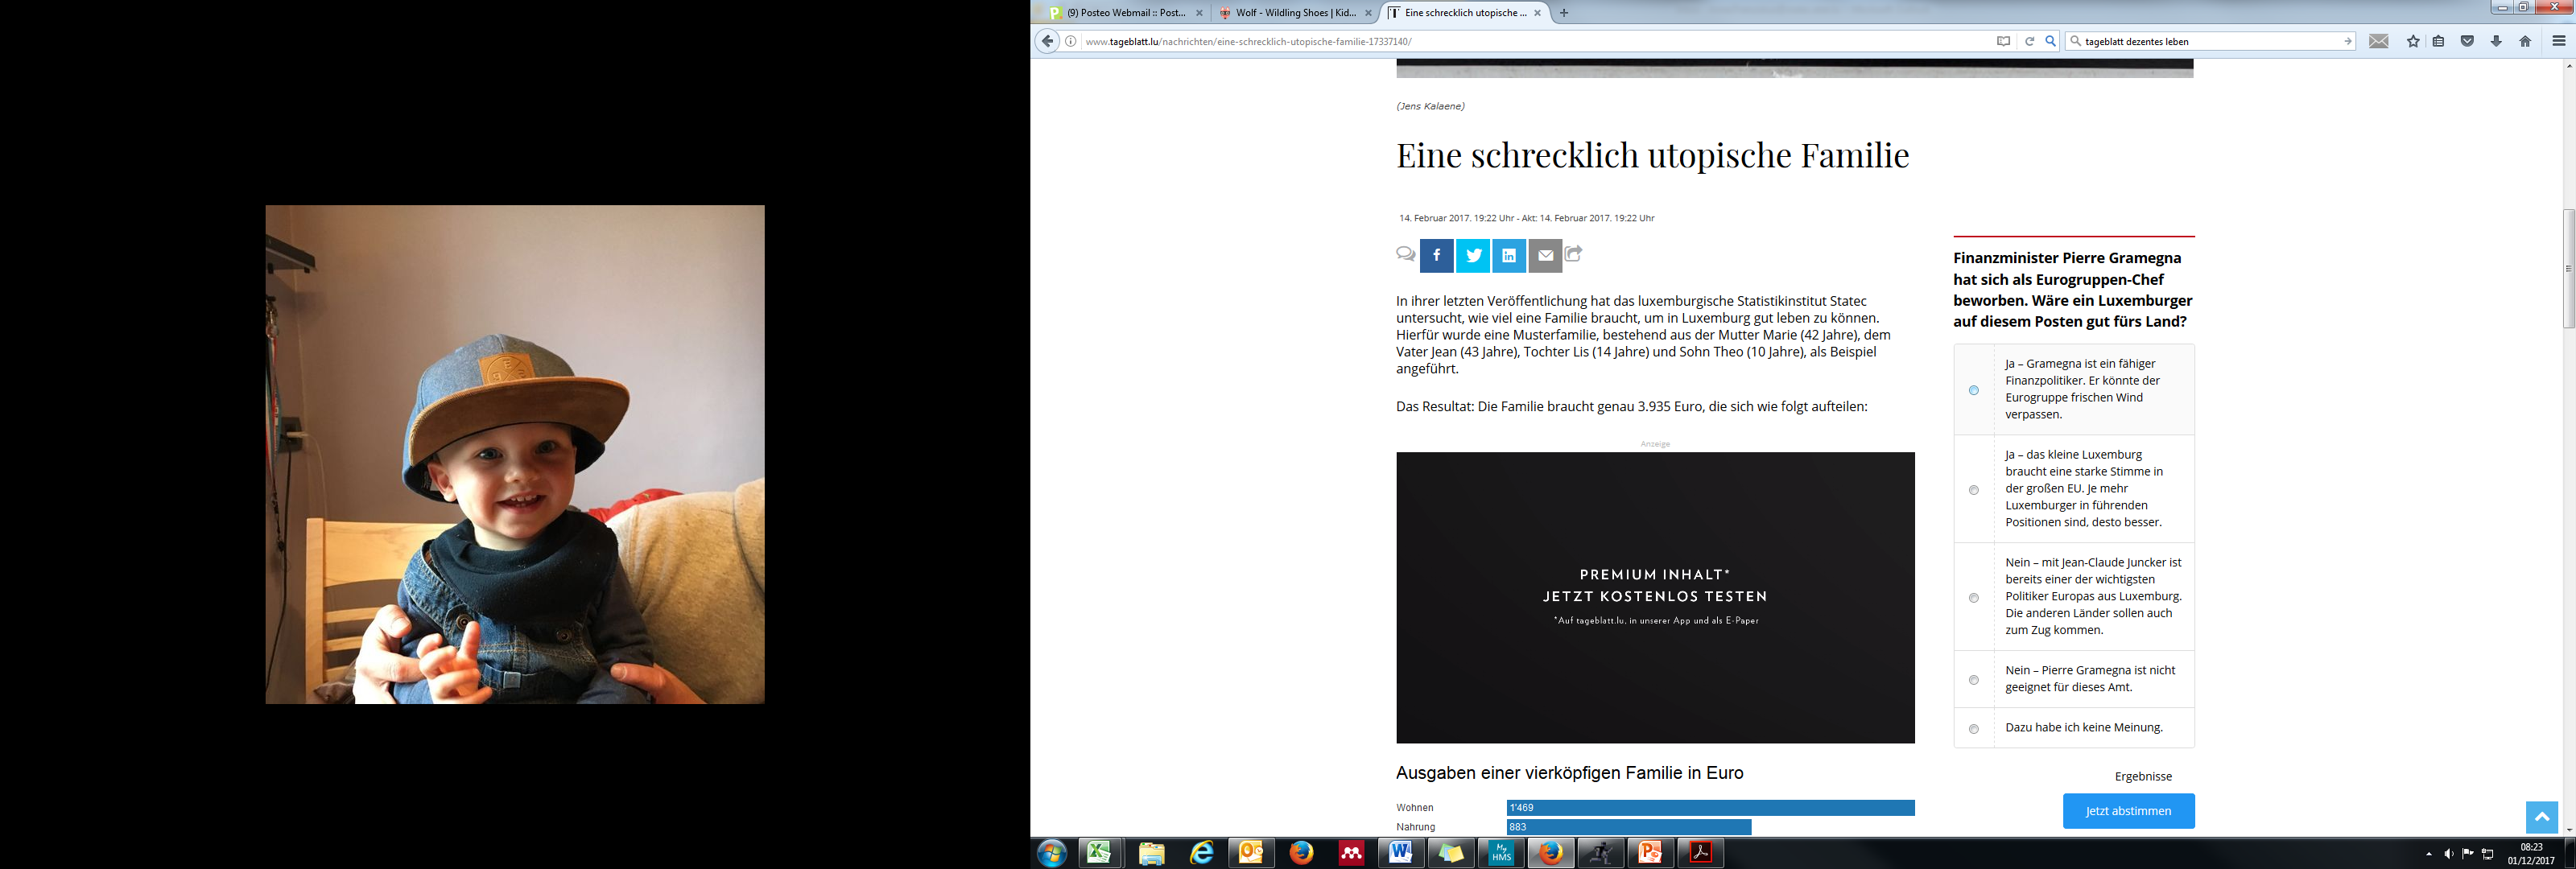 (9) Posteo Webmail :: Post...
Wolf - Wildling Shoes | Kid...
Eine schrecklich utopische ...
www.tageblatt.lu/nachrichten/eine-schrecklich-utopische-familie-17337140/
tageblatt dezentes leben
(Jens Kalaene)
Eine schrecklich utopische Familie
14. Februar 2017. 19:22 Uhr - Akt: 14. Februar 2017. 19:22 Uhr
In ihrer letzten Veröffentlichung hat das luxemburgische Statistikinstitut Statec
untersucht, wie viel eine Familie braucht, um in Luxemburg gut leben zu können.
Hierfür wurde eine Musterfamilie, bestehend aus der Mutter Marie (42 Jahre), dem
Vater Jean (43 Jahre), Tochter Lis (14 Jahre) und Sohn Theo (10 Jahre), als Beispiel
angeführt.
Das Resultat: Die Familie braucht genau 3.935 Euro, die sich wie folgt aufteilen:
Anzeige
PREMIUM INHALT*
JETZT KOSTENLOS TESTEN
*Auf tageblatt.lu, in unserer App und als E-Paper
Ausgaben einer vierköpfigen Familie in Euro
Wohnen 1'469
Nahrung 883
Finanzminister Pierre Gramegna
hat sich als Eurogruppen-Chef
beworben. Wäre ein Luxemburger
auf diesem Posten gut fürs Land?
Ja – Gramegna ist ein fähiger
Finanzpolitiker. Er könnte der
Eurogruppe frischen Wind
verpassen.
Ja – das kleine Luxemburg
braucht eine starke Stimme in
der großen EU. Je mehr
Luxemburger in führenden
Positionen sind, desto besser.
Nein – mit Jean-Claude Juncker ist
bereits einer der wichtigsten
Politiker Europas aus Luxemburg.
Die anderen Länder sollen auch
zum Zug kommen.
Nein – Pierre Gramegna ist nicht
geeignet für dieses Amt.
Dazu habe ich keine Meinung.
Ergebnisse
Jetzt abstimmen
My
HMS
08:23
01/12/2017